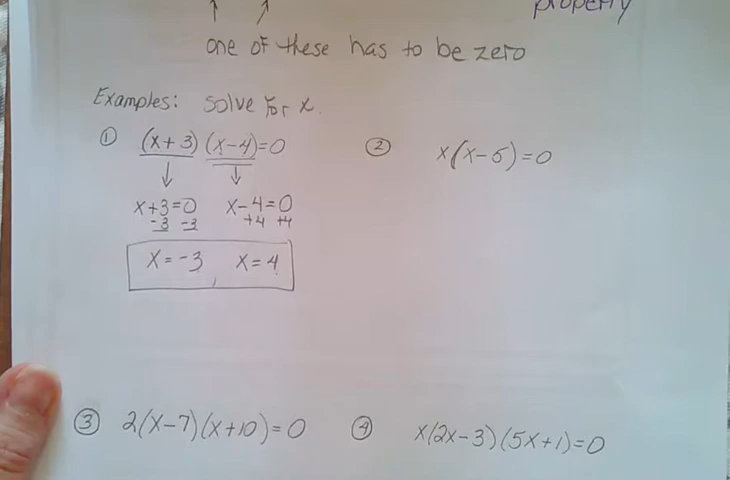 property
one of these has to be zero
Examples: solve for x.
① (x+3)(x-4)=0
x+3=0 x-4=0
-3 -3 +4 +4
x=-3, x=4
② x(x-5)=0
③ 2(x-7)(x+10)=0
④ x(2x-3)(5x+1)=0